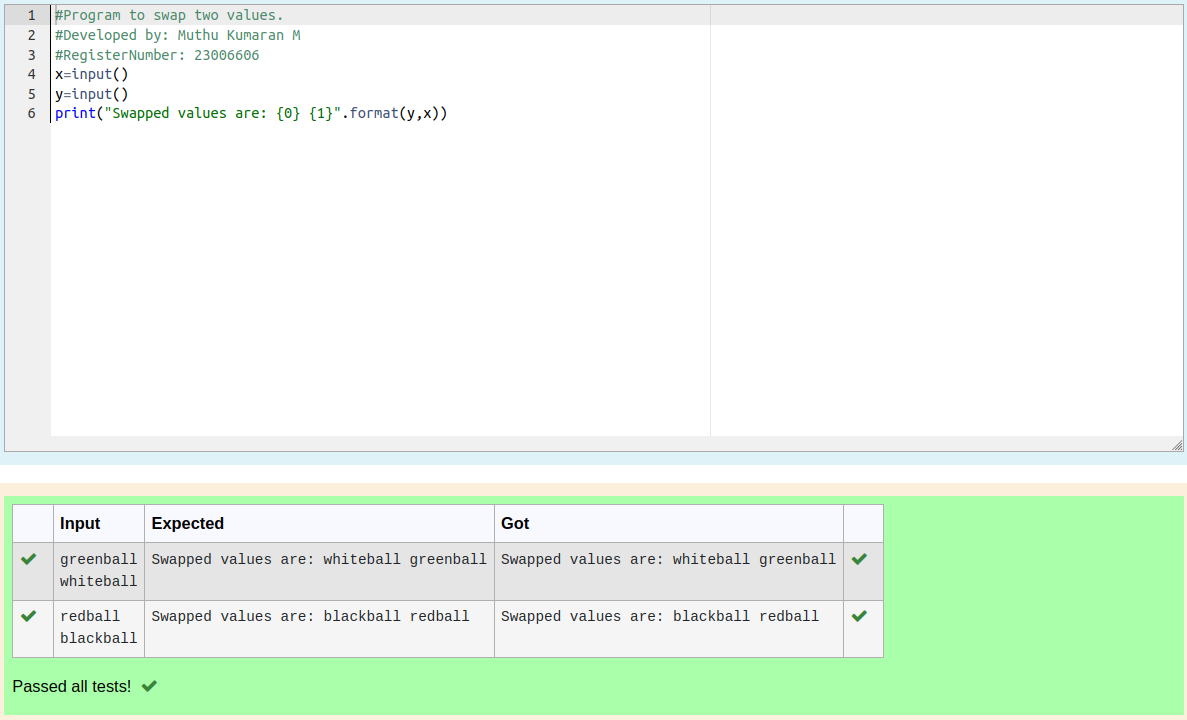 1 #Program to swap two values.
2 #Developed by: Muthu Kumaran M
3 #RegisterNumber: 23006606
4 x=input()
5 y=input()
6 print("Swapped values are: {0} {1}".format(y,x))
Input Expected Got
greenball Swapped values are: whiteball greenball Swapped values are: whiteball greenball
whiteball
redball Swapped values are: blackball redball Swapped values are: blackball redball
blackball
Passed all tests!